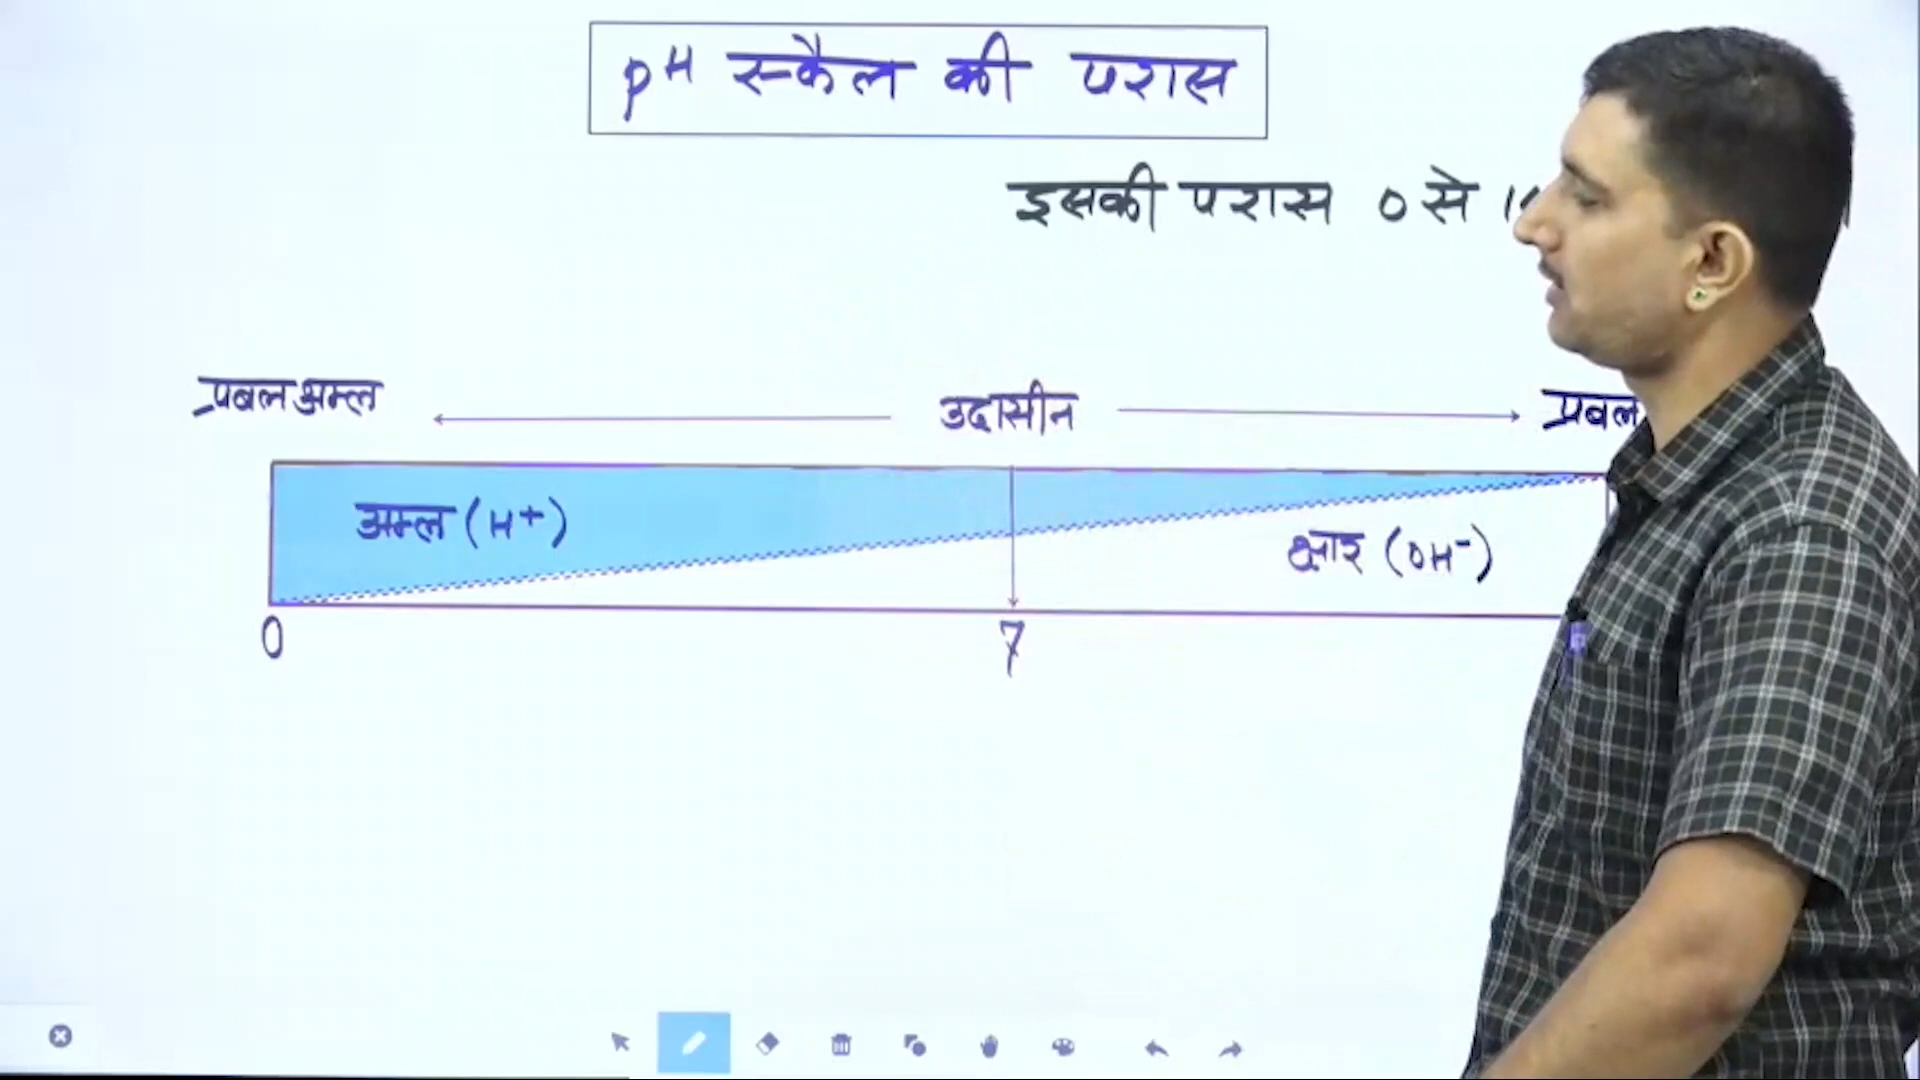 pH स्कैल की परास
इसकी परास 0 से
प्रबल अम्ल उदासीन प्रबल
अम्ल (H+)
क्षार (OH-)
0 7